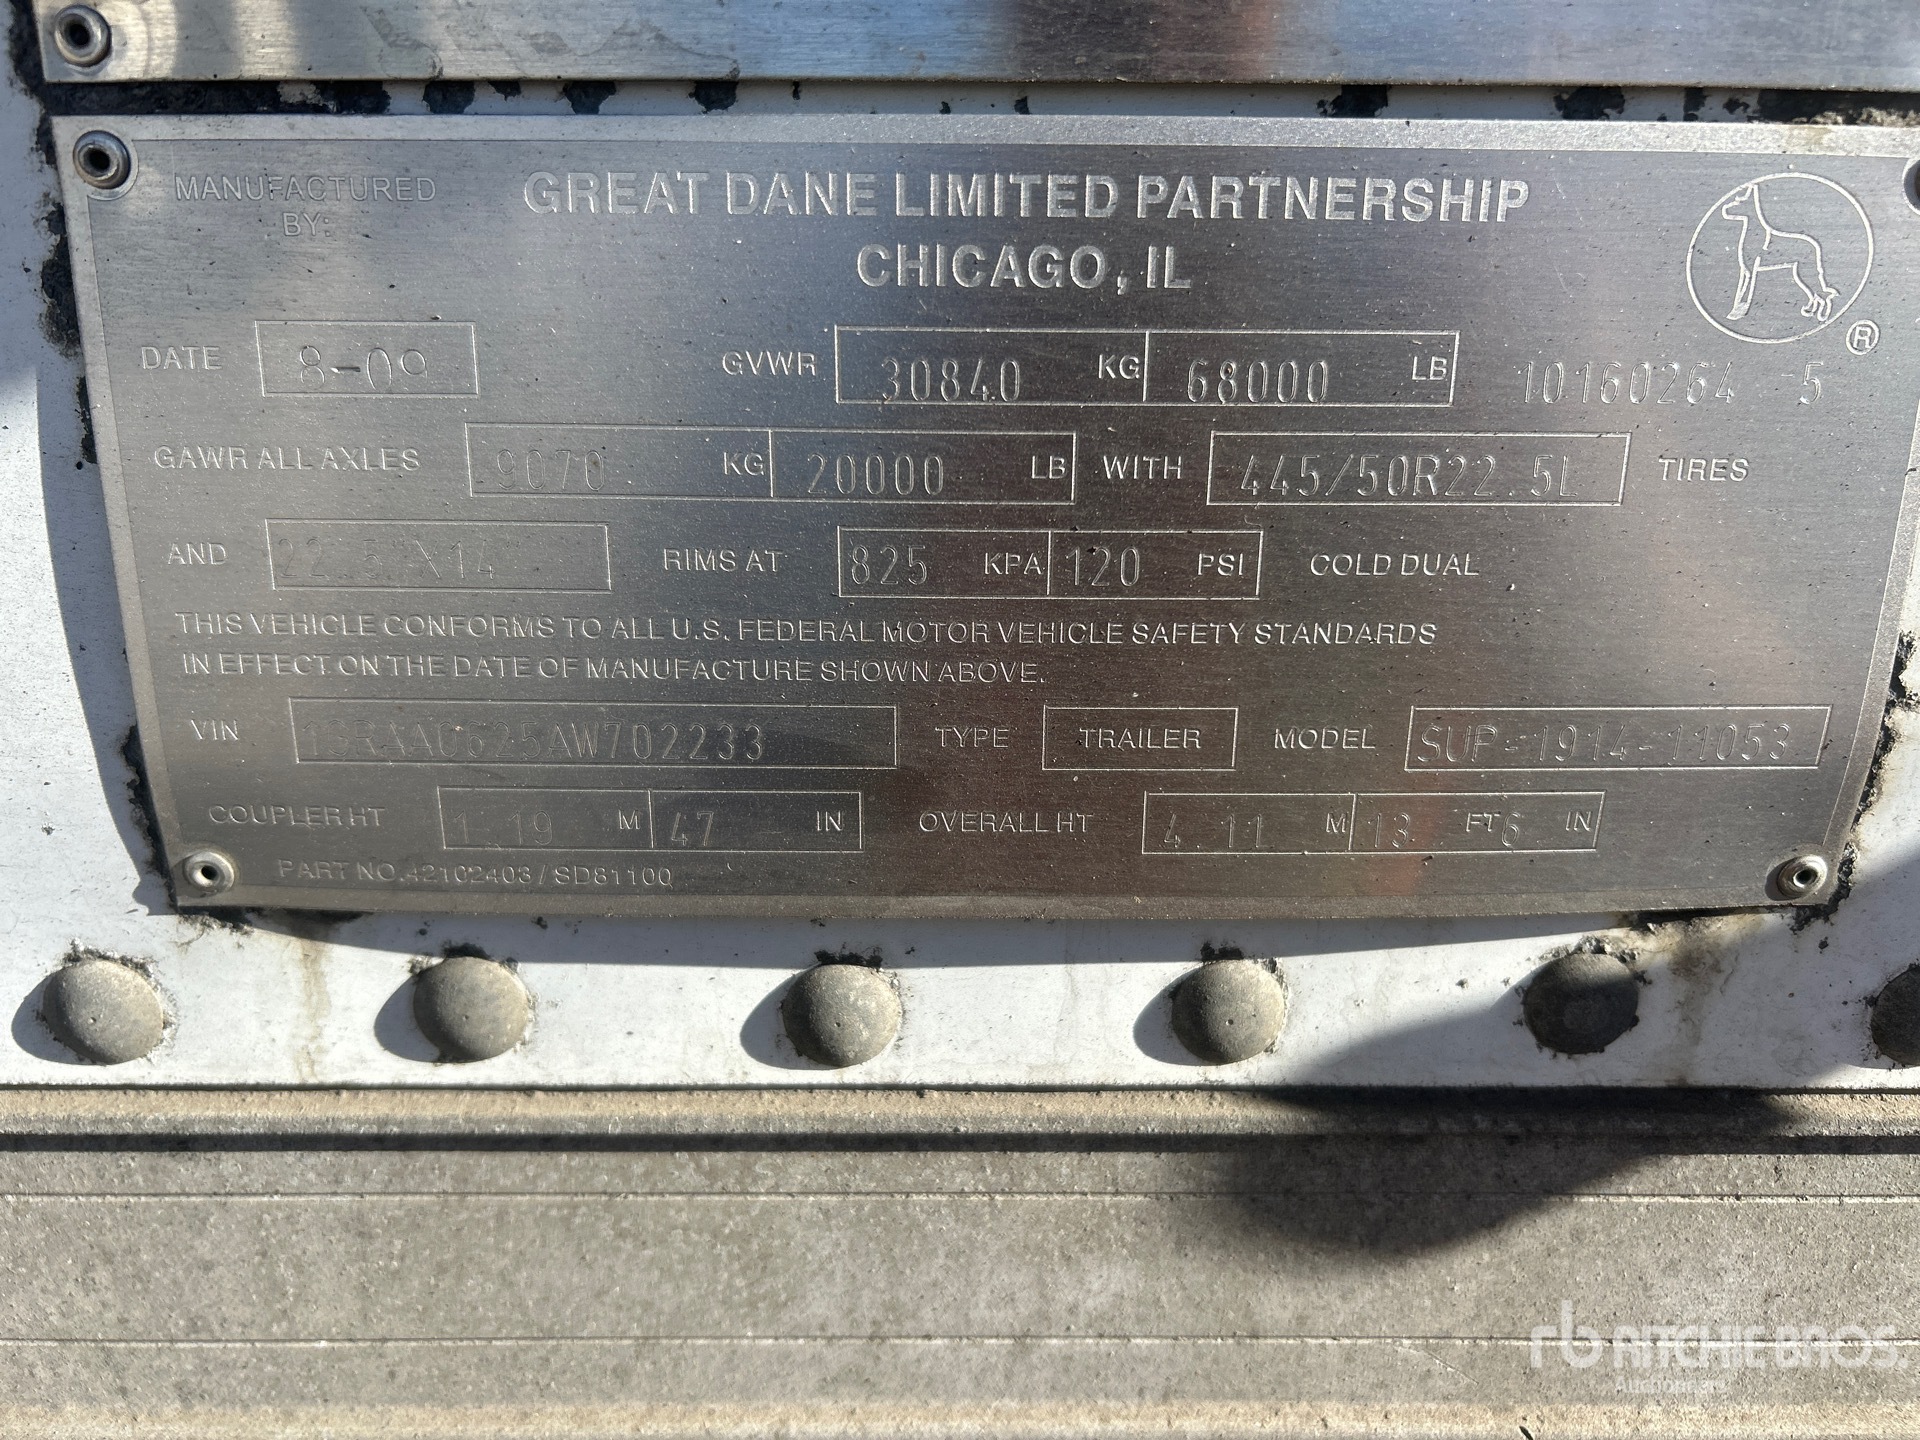 MANUFACTURED BY: GREAT DANE LIMITED PARTNERSHIP
CHICAGO, IL
®
DATE 8-09 GVWR 30840 KG 68000 LB 10160264 -5
GAWR ALL AXLES 9070 KG 20000 LB WITH 445/50R22.5L TIRES
AND 22.5"X14 RIMS AT 825 KPA 120 PSI COLD DUAL
THIS VEHICLE CONFORMS TO ALL U.S. FEDERAL MOTOR VEHICLE SAFETY STANDARDS
IN EFFECT ON THE DATE OF MANUFACTURE SHOWN ABOVE.
VIN 1GRAA0625AW702233 TYPE TRAILER MODEL SUP-1914-11053
COUPLER HT 1.19 M 47 IN OVERALL HT 4.11 M 13 FT 6 IN
PART NO. 42102403 / SD81100
rb RITCHIE BROS.
Auctioneers